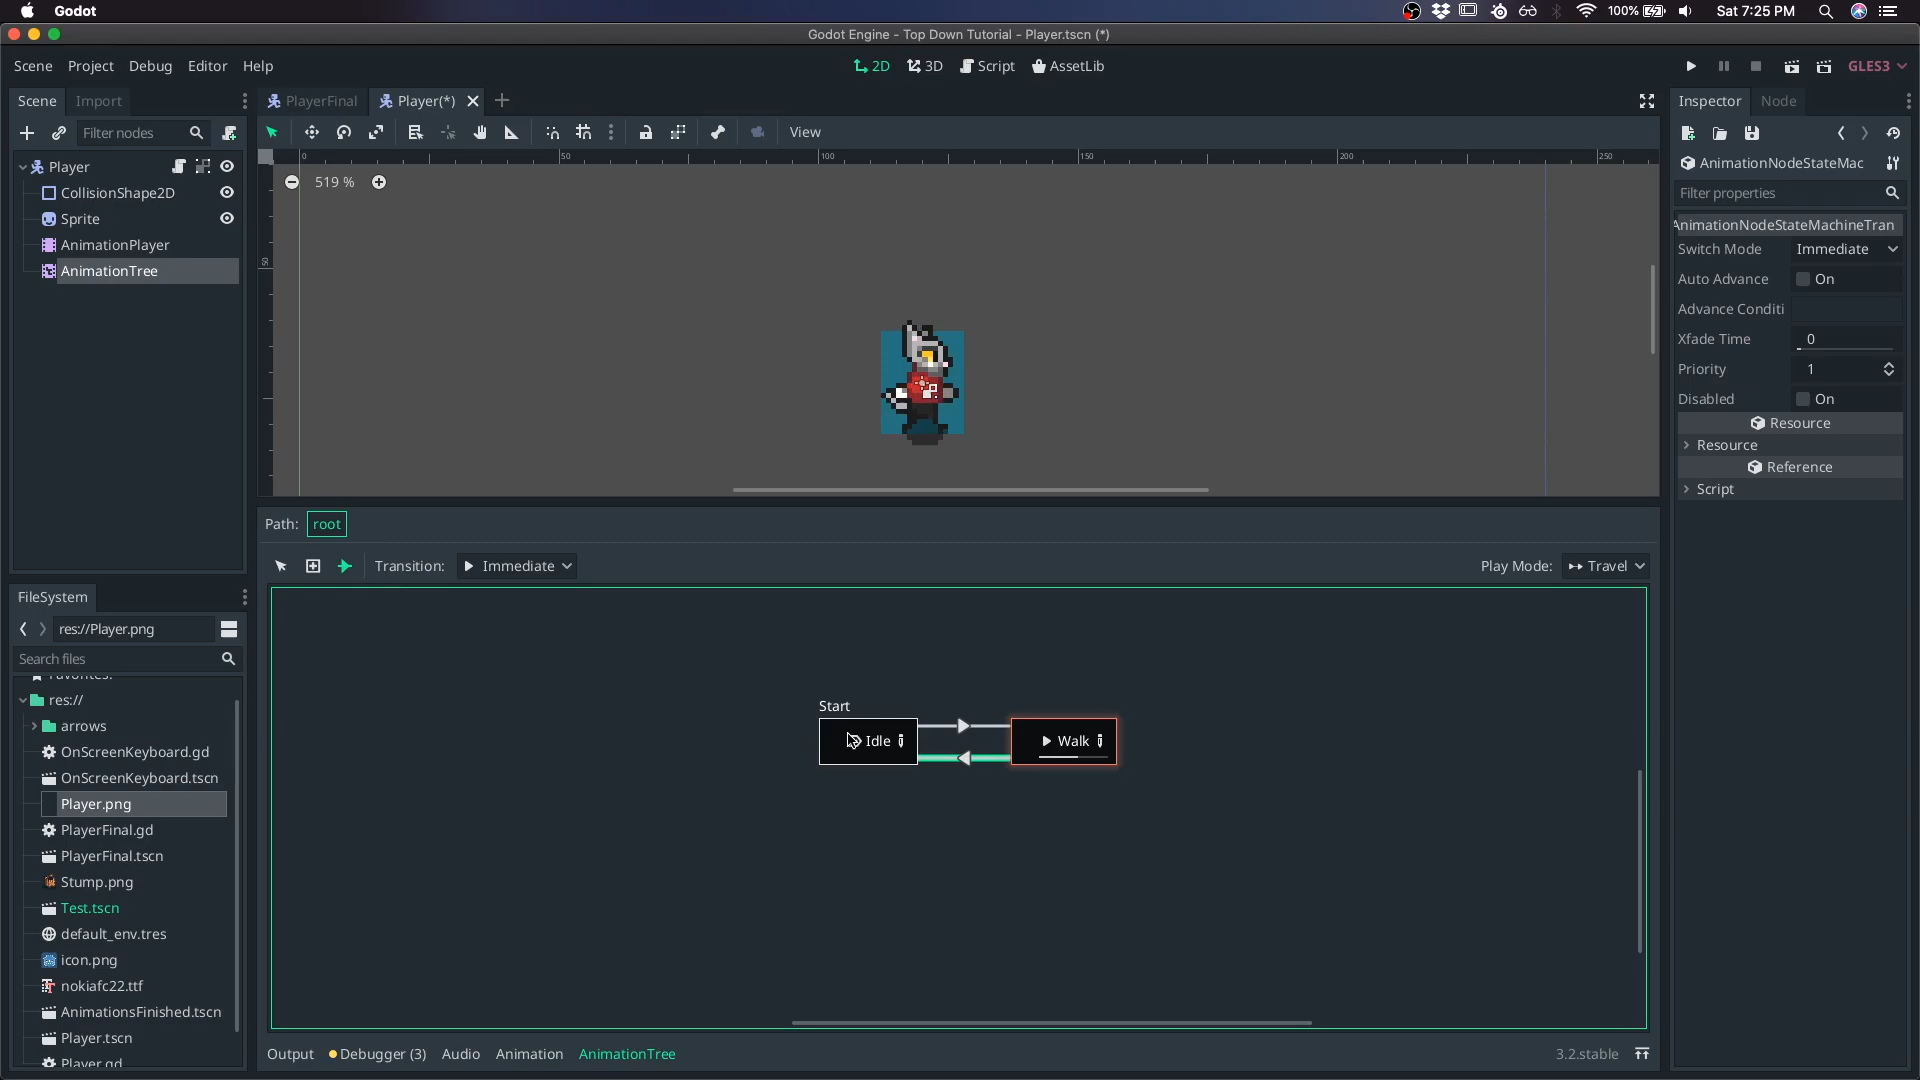 Godot
100%
Sat 7:25 PM
Godot Engine - Top Down Tutorial - Player.tscn (*)
Scene Project Debug Editor Help
2D 3D Script AssetLib
GLES3
Scene Import
PlayerFinal Player(*)
Inspector Node
Filter nodes
View
Player
CollisionShape2D
Sprite
AnimationPlayer
AnimationTree
0 50 100 150 200 250
50
519 %
AnimationNodeStateMac
Filter properties
AnimationNodeStateMachineTran
Switch Mode Immediate
Auto Advance On
Advance Conditi
Xfade Time 0
Priority 1
Disabled On
Resource
Resource
Reference
Script
Path: root
Transition: Immediate
Play Mode: Travel
Start
Idle
Walk
FileSystem
res://Player.png
Search files
Favorites:
res://
arrows
OnScreenKeyboard.gd
OnScreenKeyboard.tscn
Player.png
PlayerFinal.gd
PlayerFinal.tscn
Stump.png
Test.tscn
default_env.tres
icon.png
nokiafc22.ttf
AnimationsFinished.tscn
Player.tscn
Player.gd
Output Debugger (3) Audio Animation AnimationTree
3.2.stable